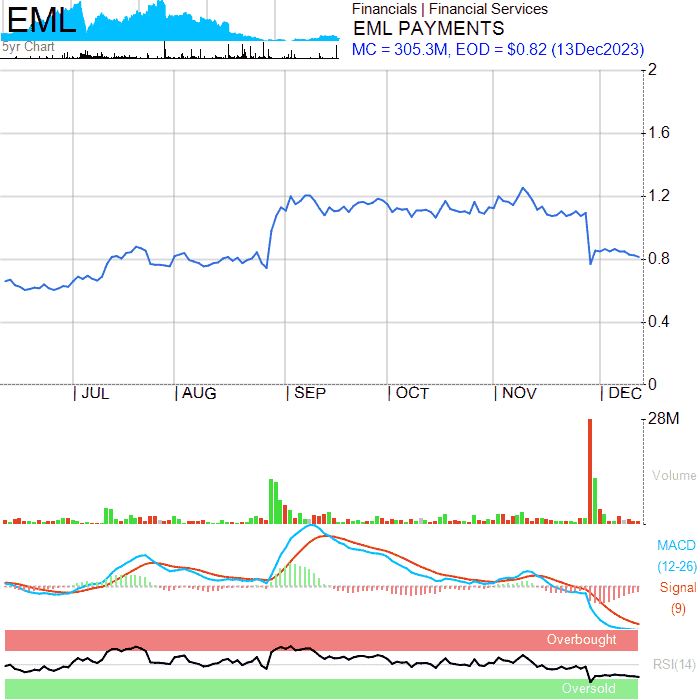 EML
5yr Chart
Financials | Financial Services
EML PAYMENTS
MC = 305.3M, EOD = $0.82 (13Dec2023)
2
1.6
1.2
0.8
0.4
0
| JUL | AUG | SEP | OCT | NOV | DEC
28M
Volume
MACD
(12-26)
Signal
(9)
Overbought
RSI(14)
Oversold